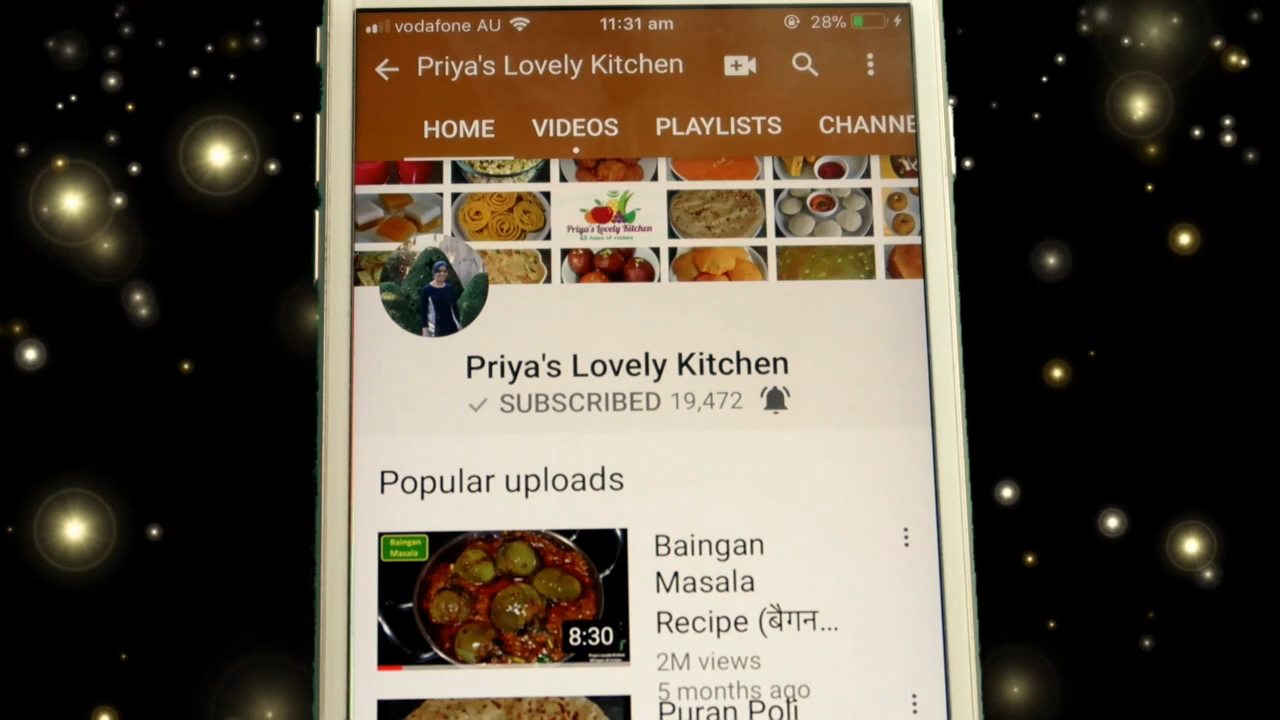 vodafone AU
11:31 am
28%
Priya's Lovely Kitchen
HOME
VIDEOS
PLAYLISTS
CHANNE
Priya's Lovely Kitchen
Priya's Lovely Kitchen
SUBSCRIBED 19,472
Popular uploads
Baingan
Masala
8:30
Baingan
Masala
Recipe (बैगन...
2M views
5 months ago
Puran Poli